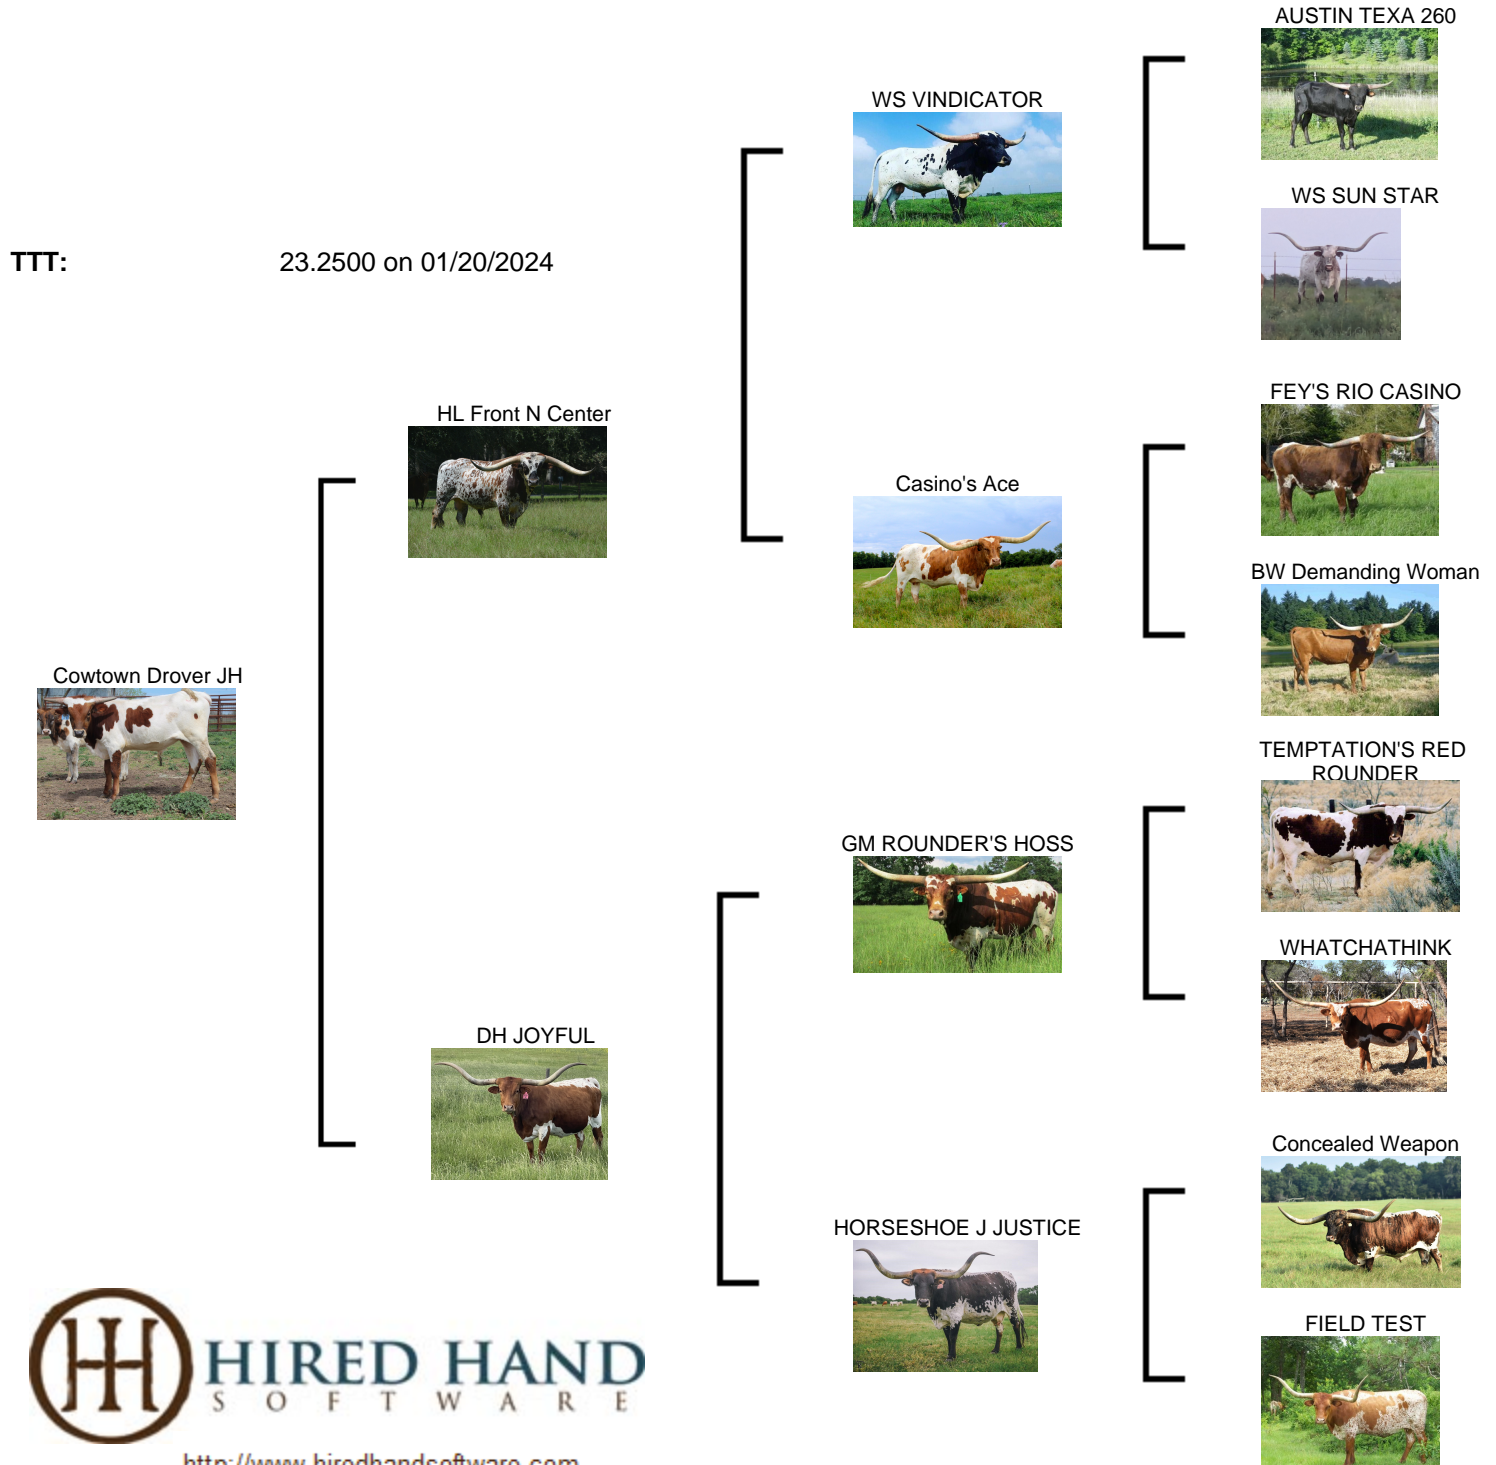 AUSTIN TEXA 260
WS VINDICATOR
WS SUN STAR
TTT: 23.2500 on 01/20/2024
FEY'S RIO CASINO
HL Front N Center
Casino's Ace
BW Demanding Woman
Cowtown Drover JH
TEMPTATION'S RED
ROUNDER
GM ROUNDER'S HOSS
WHATCHATHINK
DH JOYFUL
Concealed Weapon
HORSESHOE J JUSTICE
FIELD TEST
HIRED HAND
SOFTWARE
http://www.hiredhandsoftware.com